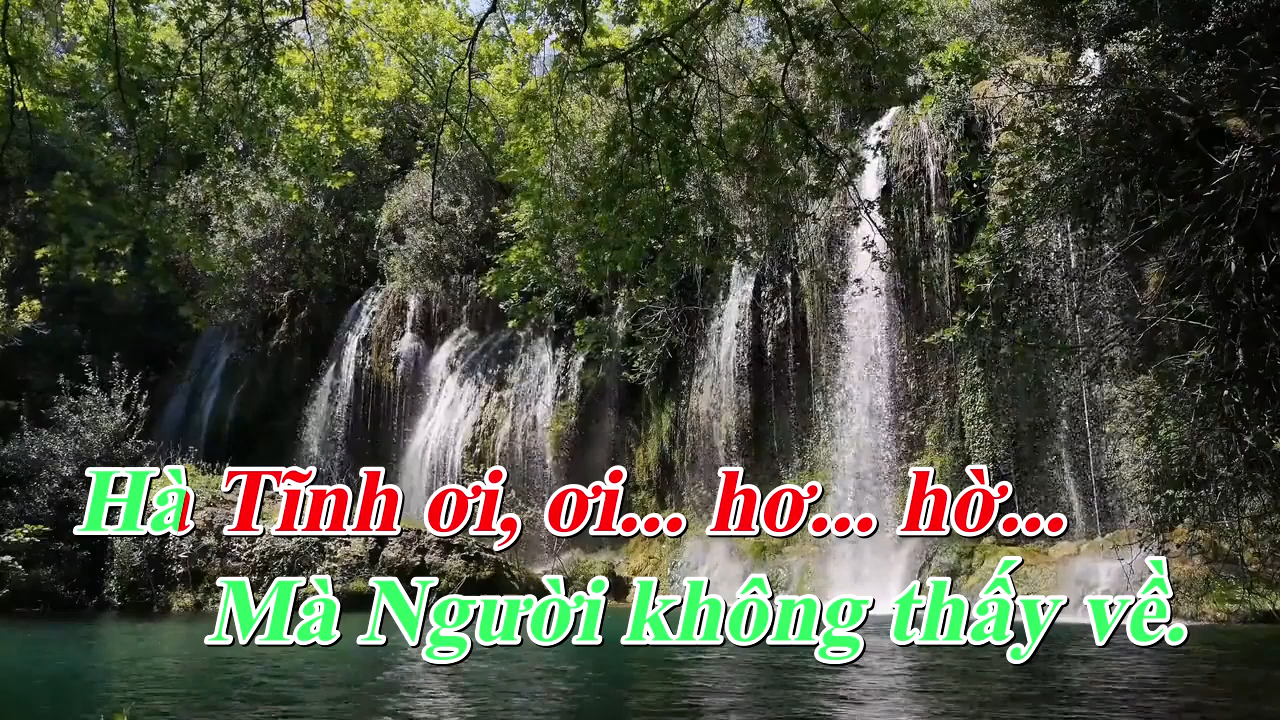 Hà Tĩnh ơi, ơi... hơ... hờ...
Mà Người không thấy về.